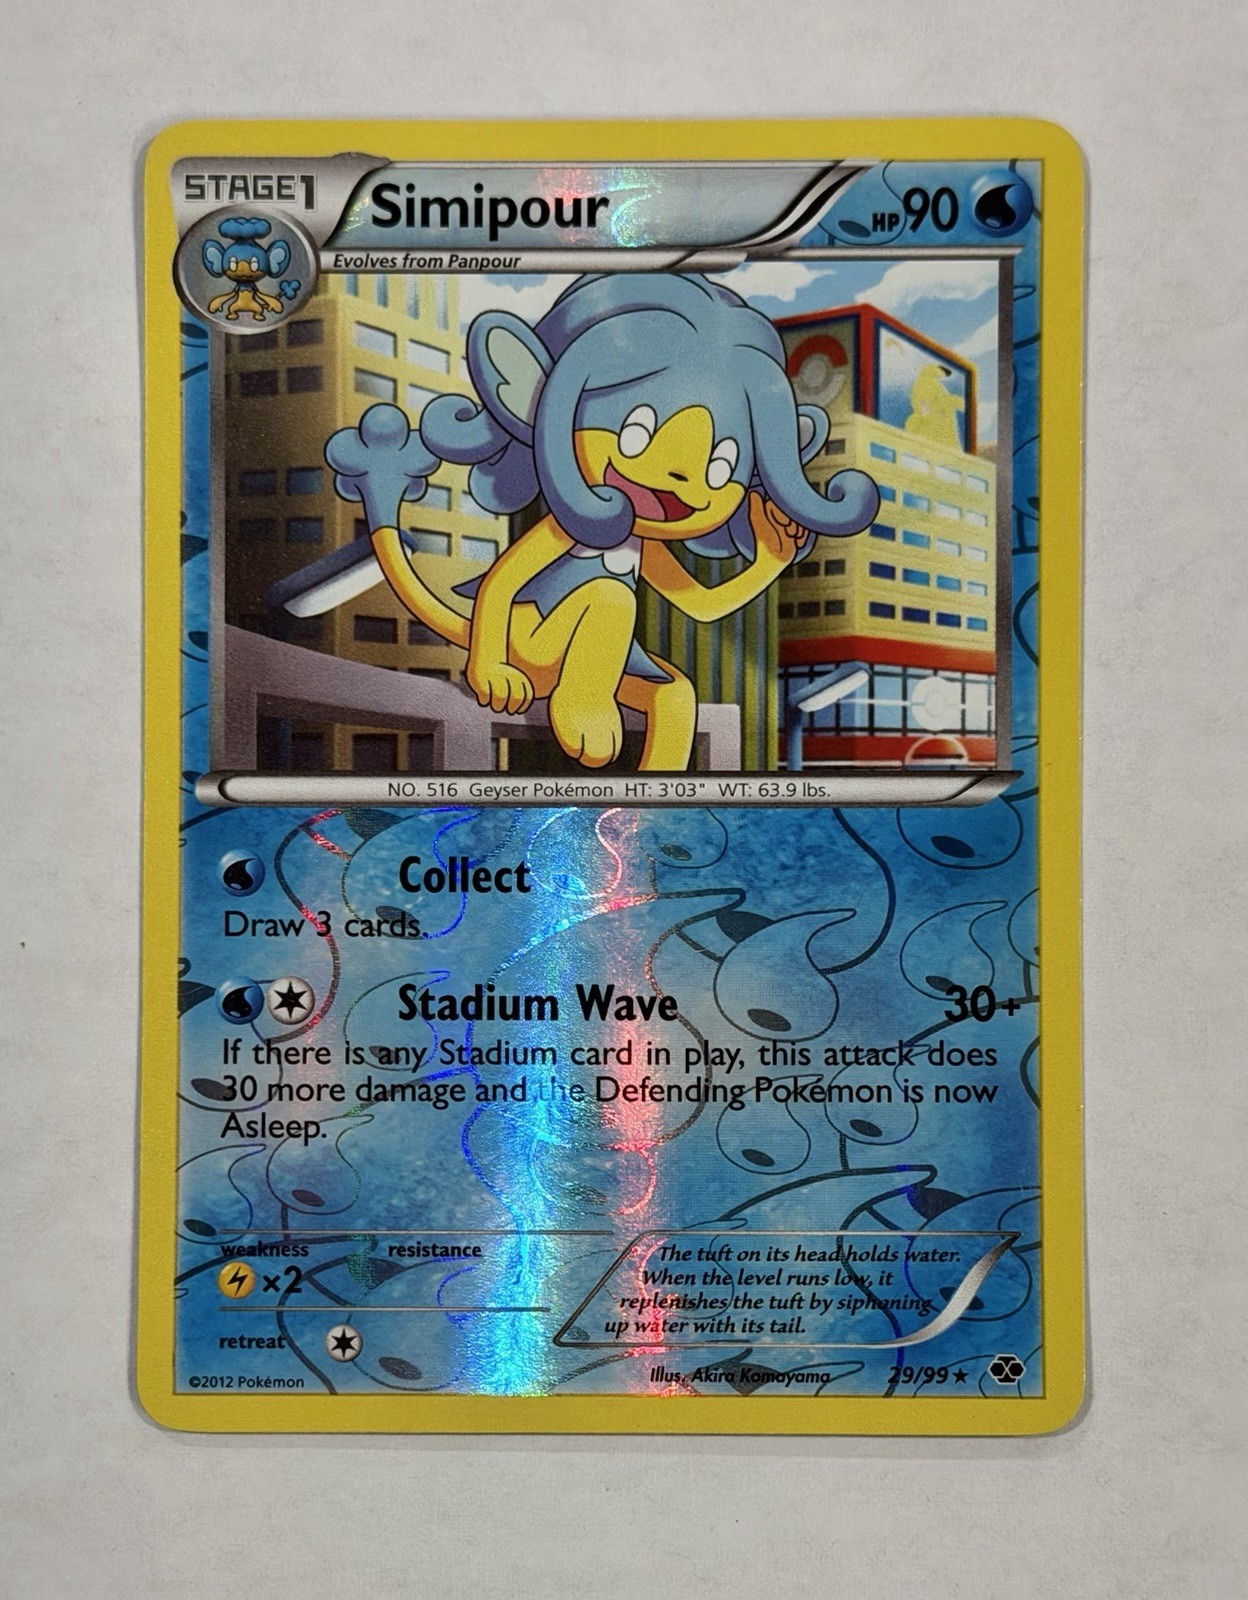 STAGE1
Simipour
HP90
Evolves from Panpour
NO. 516 Geyser Pokémon HT: 3'03" WT: 63.9 lbs.
Collect
Draw 3 cards.
Stadium Wave 30+
If there is any Stadium card in play, this attack does
30 more damage and the Defending Pokémon is now
Asleep.
weakness resistance
×2
retreat
The tuft on its head holds water.
When the level runs low, it
replenishes the tuft by siphoning
up water with its tail.
©2012 Pokémon
Illus. Akira Komayama
29/99 ★